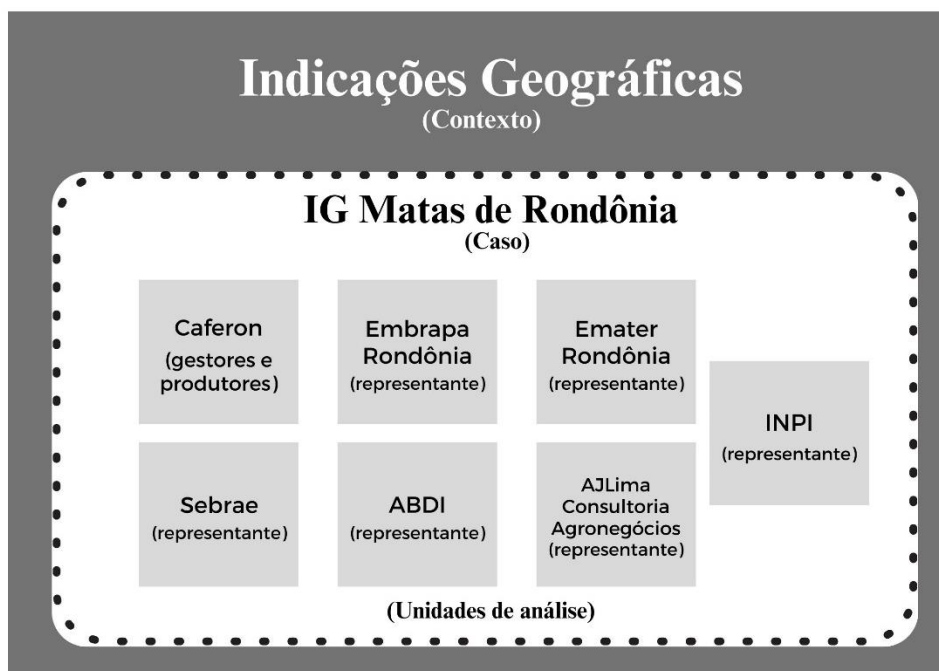 Indicações Geográficas
(Contexto)
IG Matas de Rondônia
(Caso)
Caferon
(gestores e
produtores)
Embrapa
Rondônia
(representante)
Emater
Rondônia
(representante)
INPI
(representante)
Sebrae
(representante)
ABDI
(representante)
AJLima
Consultoria
Agronegócios
(representante)
(Unidades de análise)